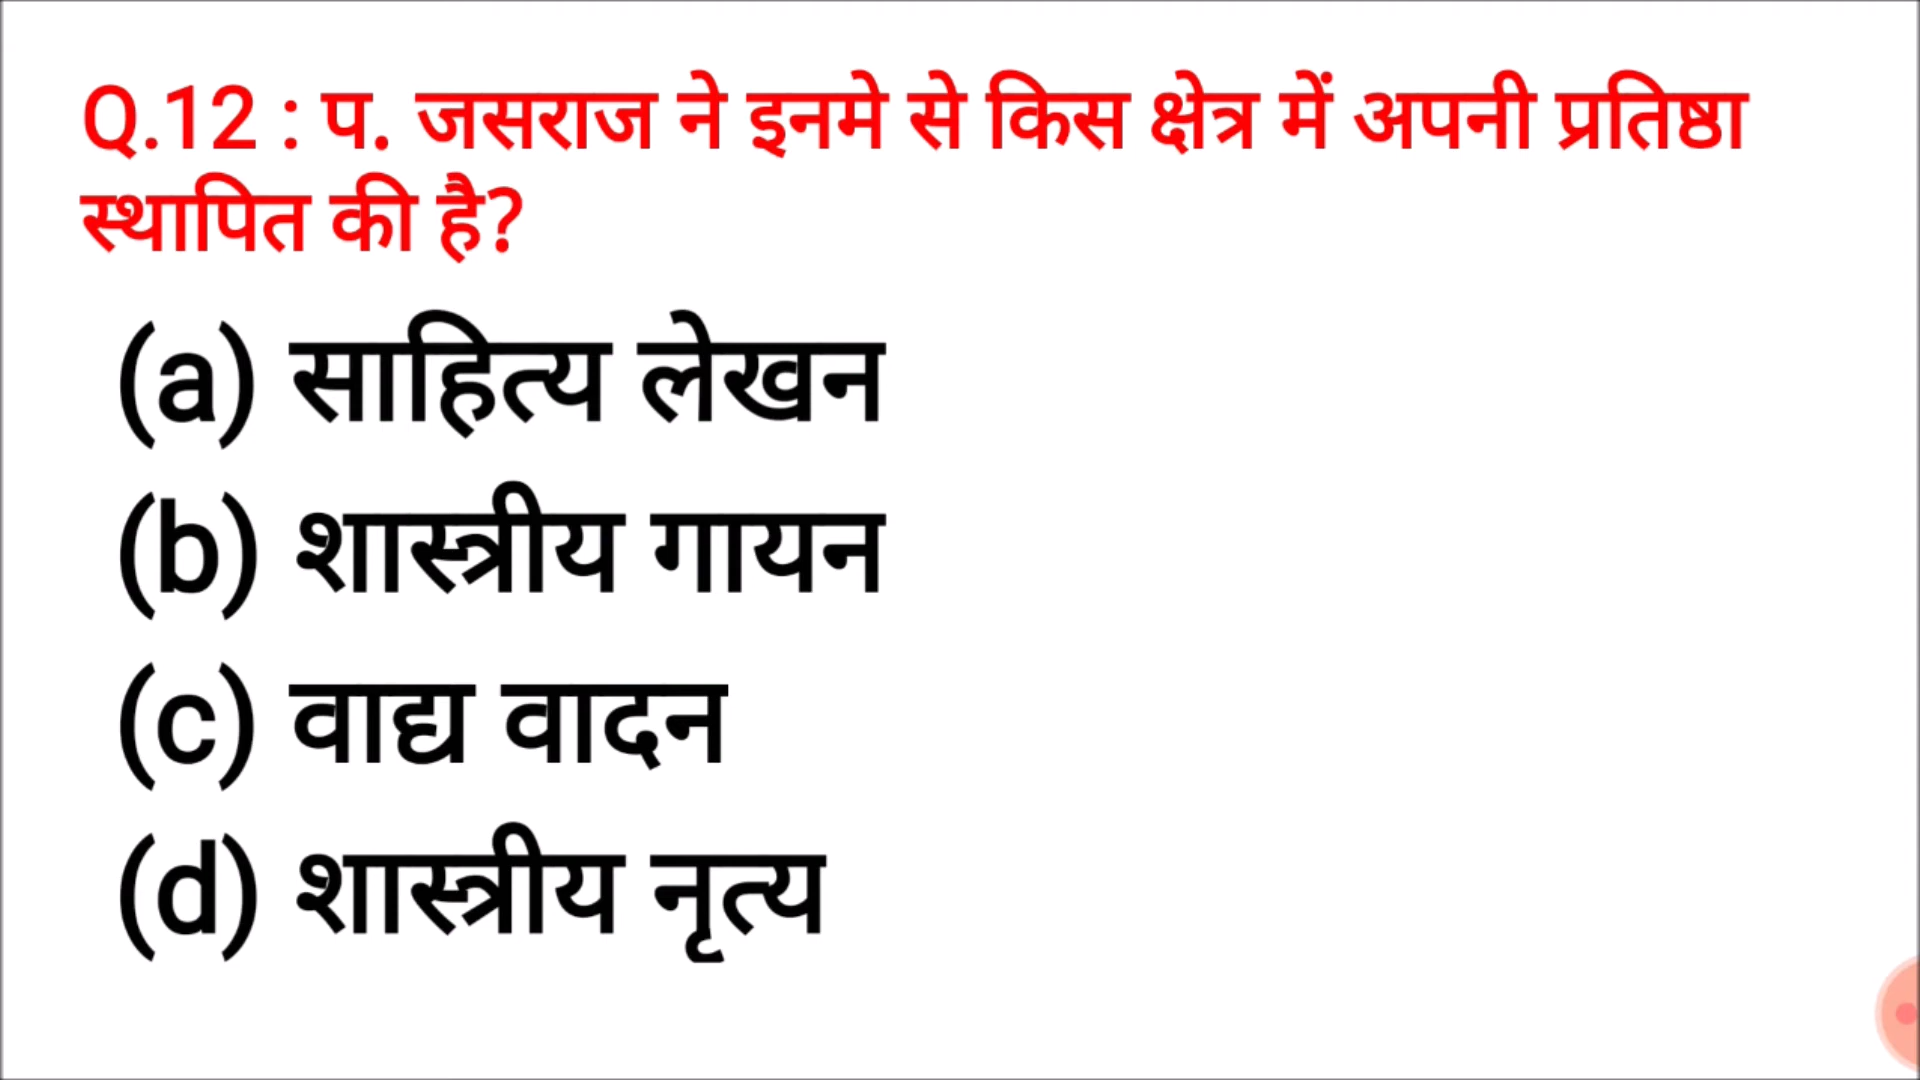 Q.12 : प. जसराज ने इनमे से किस क्षेत्र में अपनी प्रतिष्ठा
स्थापित की है?
(a) साहित्य लेखन
(b) शास्त्रीय गायन
(c) वाद्य वादन
(d) शास्त्रीय नृत्य